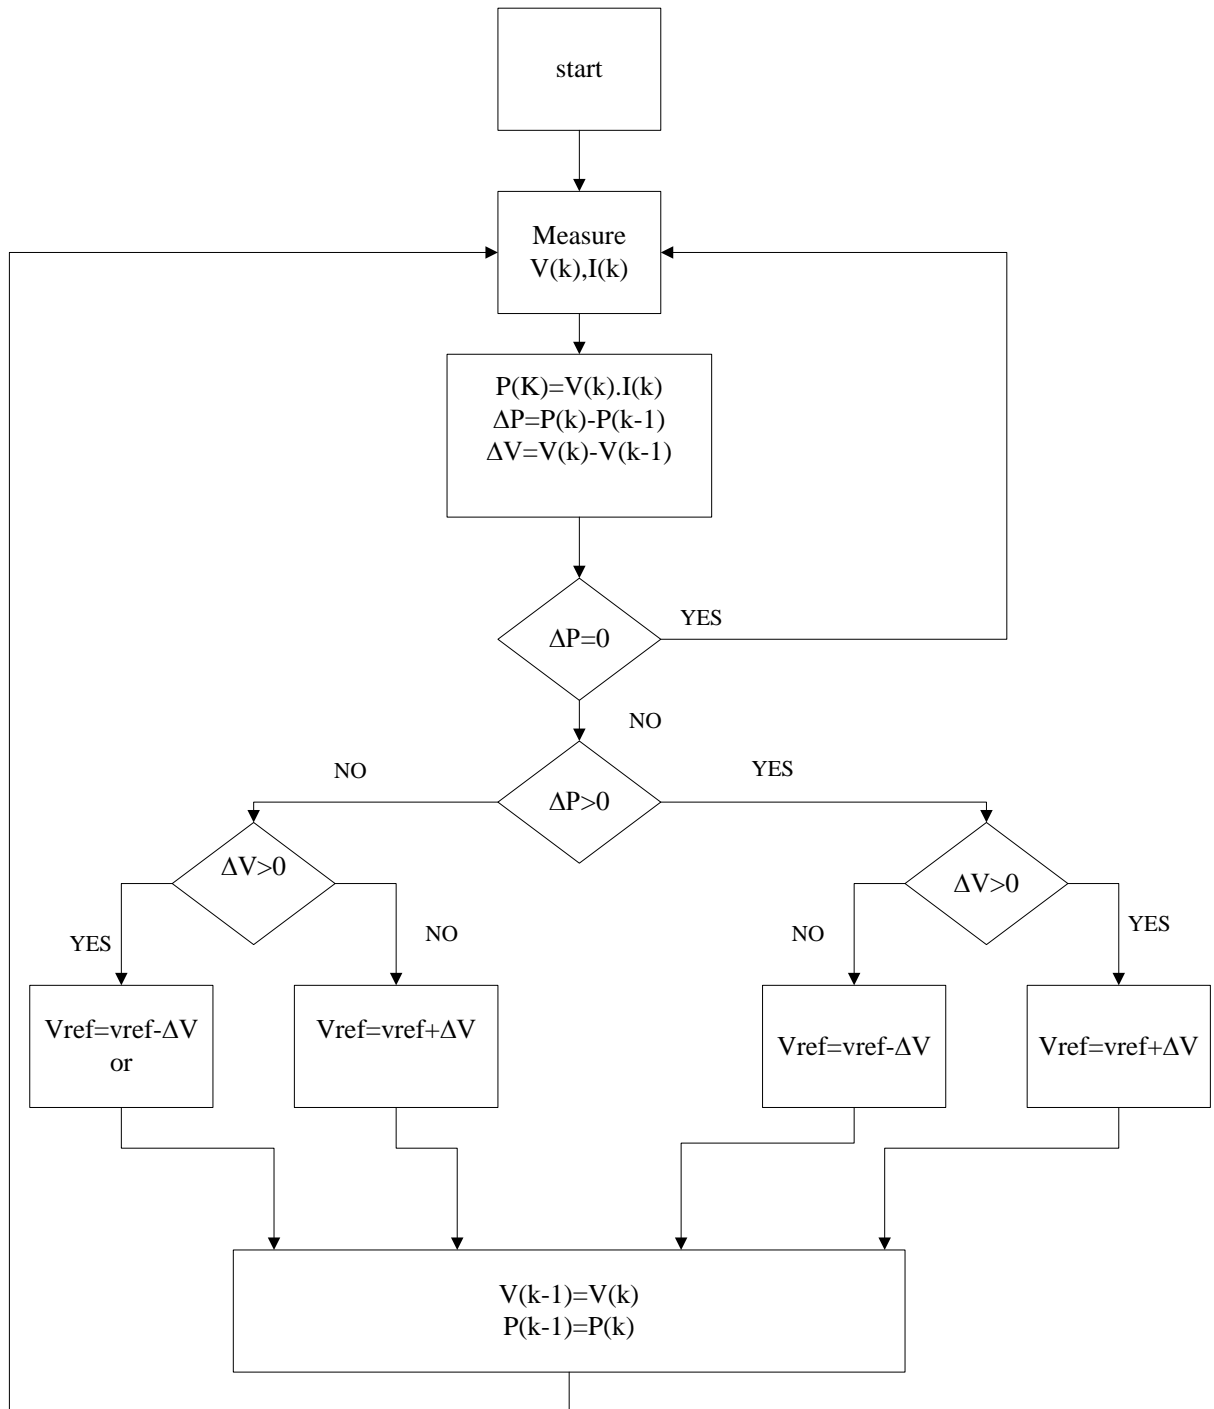 start
Measure
V(k),I(k)
P(K)=V(k).I(k)
ΔP=P(k)-P(k-1)
ΔV=V(k)-V(k-1)
ΔP=0
YES
NO
ΔP>0
NO
YES
ΔV>0
ΔV>0
YES
NO
NO
YES
Vref=vref-ΔV
or
Vref=vref+ΔV
Vref=vref-ΔV
Vref=vref+ΔV
V(k-1)=V(k)
P(k-1)=P(k)